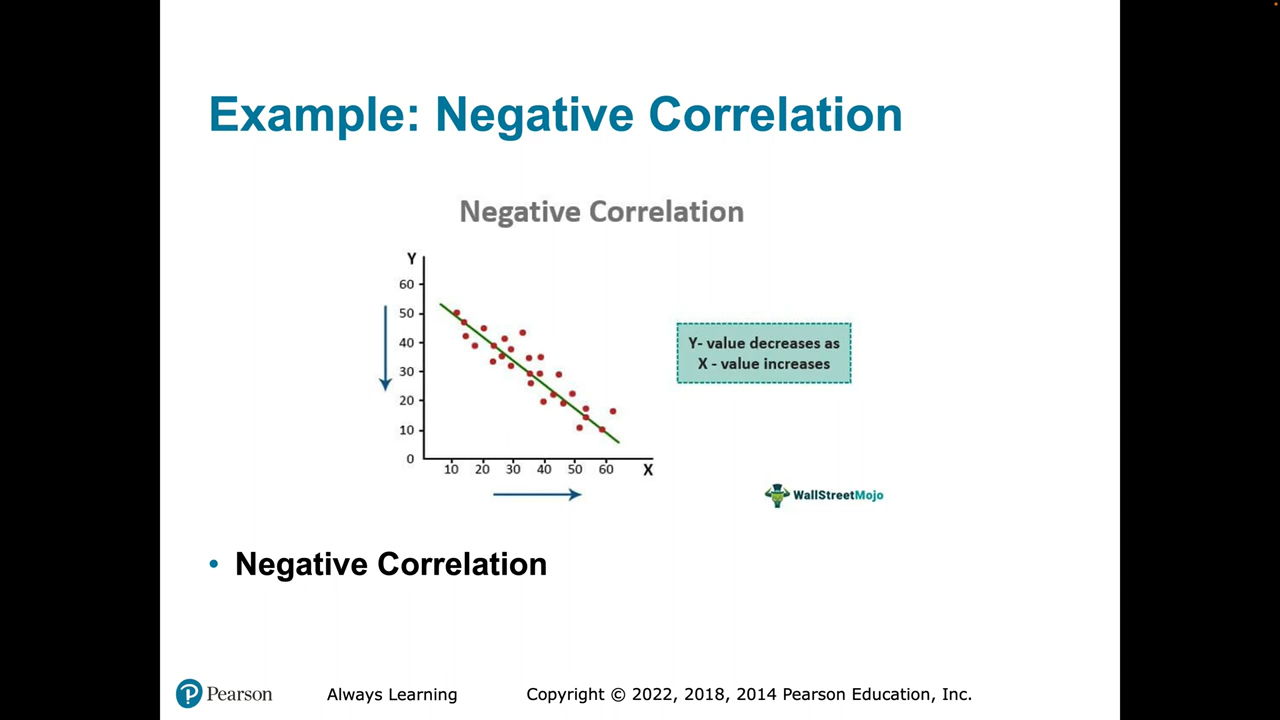 Example: Negative Correlation
Negative Correlation
Y
60
50
40
30
20
10
0
10 20 30 40 50 60 X
Y- value decreases as
X - value increases
WallStreetMojo
• Negative Correlation
Pearson Always Learning Copyright © 2022, 2018, 2014 Pearson Education, Inc.